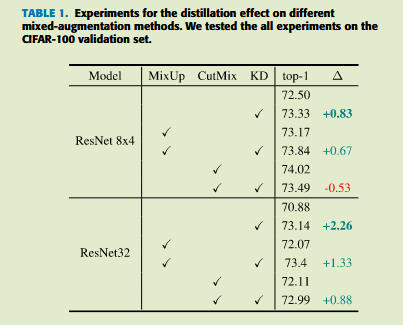 TABLE 1. Experiments for the distillation effect on different
mixed-augmentation methods. We tested the all experiments on the
CIFAR-100 validation set.
Model MixUp CutMix KD top-1 Δ
72.50
✓ 73.33 +0.83
ResNet 8x4 ✓ 73.17
✓ ✓ 73.84 +0.67
✓ 74.02
✓ ✓ 73.49 -0.53
70.88
✓ 73.14 +2.26
ResNet32 ✓ 72.07
✓ ✓ 73.4 +1.33
✓ 72.11
✓ ✓ 72.99 +0.88